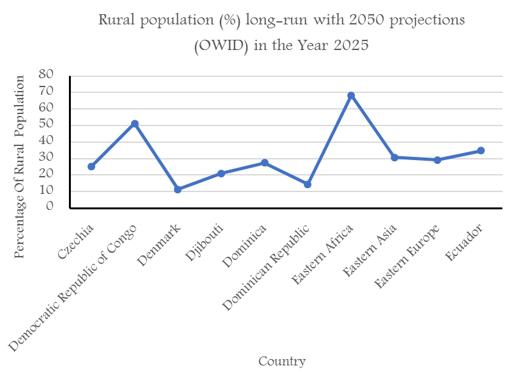 Rural population (%) long-run with 2050 projections
(OWID) in the Year 2025
Percentage Of Rural Population
80
70
60
50
40
30
20
10
0
Czechia
Democratic Republic of Congo
Denmark
Djibouti
Dominica
Dominican Republic
Eastern Africa
Eastern Asia
Eastern Europe
Ecuador
Country